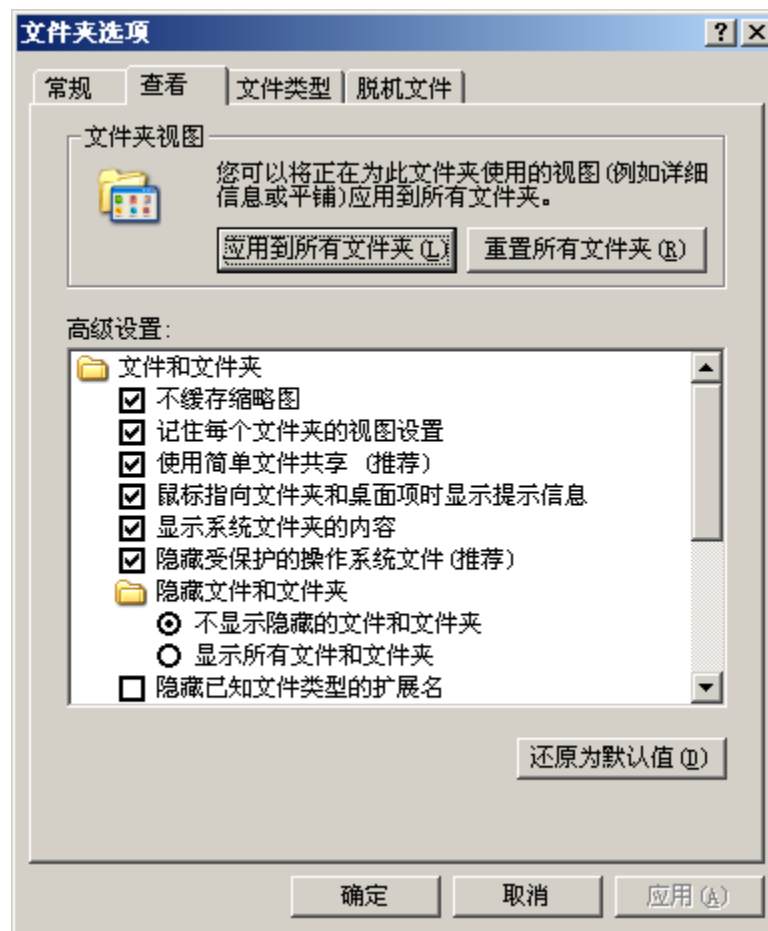 文件夹选项
常规 查看 文件类型 脱机文件
文件夹视图
您可以将正在为此文件夹使用的视图(例如详细
信息或平铺)应用到所有文件夹。
应用到所有文件夹(L) 重置所有文件夹(R)
高级设置:
文件和文件夹
不缓存缩略图
记住每个文件夹的视图设置
使用简单文件共享 (推荐)
鼠标指向文件夹和桌面项时显示提示信息
显示系统文件夹的内容
隐藏受保护的操作系统文件(推荐)
隐藏文件和文件夹
不显示隐藏的文件和文件夹
显示所有文件和文件夹
隐藏已知文件类型的扩展名
还原为默认值(D)
确定 取消 应用(A)